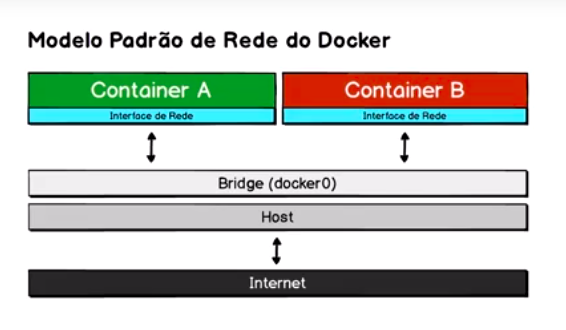 Modelo Padrão de Rede do Docker
Container A
Container B
Interface de Rede
Interface de Rede
Bridge (docker0)
Host
Internet